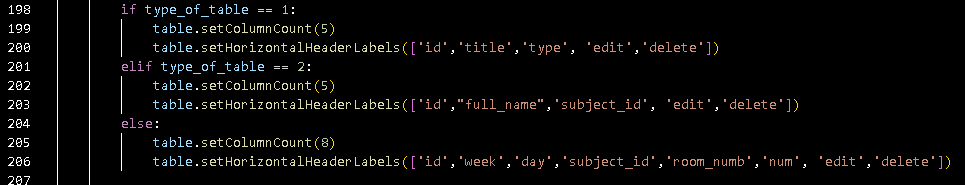 198 if type_of_table == 1:
199 table.setColumnCount(5)
200 table.setHorizontalHeaderLabels(['id','title','type', 'edit','delete'])
201 elif type_of_table == 2:
202 table.setColumnCount(5)
203 table.setHorizontalHeaderLabels(['id',"full_name",'subject_id', 'edit','delete'])
204 else:
205 table.setColumnCount(8)
206 table.setHorizontalHeaderLabels(['id','week','day','subject_id','room_numb','num', 'edit','delete'])
207